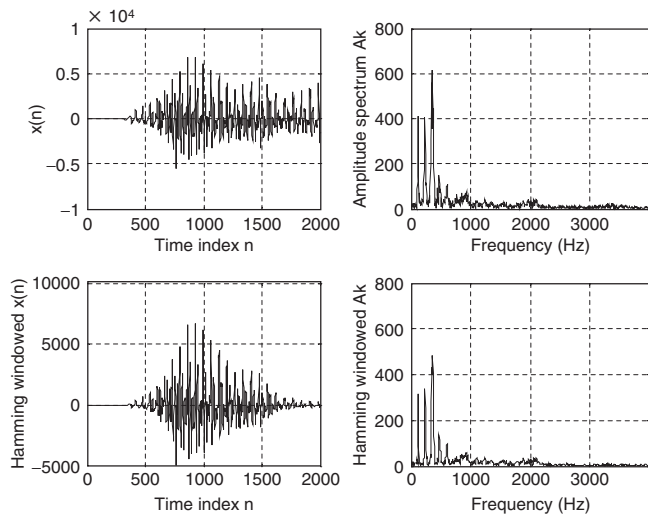 × 10⁴
1
0.5
0
−0.5
−1
x(n)
0 500 1000 1500 2000
Time index n
800
600
400
200
0
Amplitude spectrum Ak
0 1000 2000 3000
Frequency (Hz)
10000
5000
0
−5000
Hamming windowed x(n)
0 500 1000 1500 2000
Time index n
800
600
400
200
0
Hamming windowed Ak
0 1000 2000 3000
Frequency (Hz)